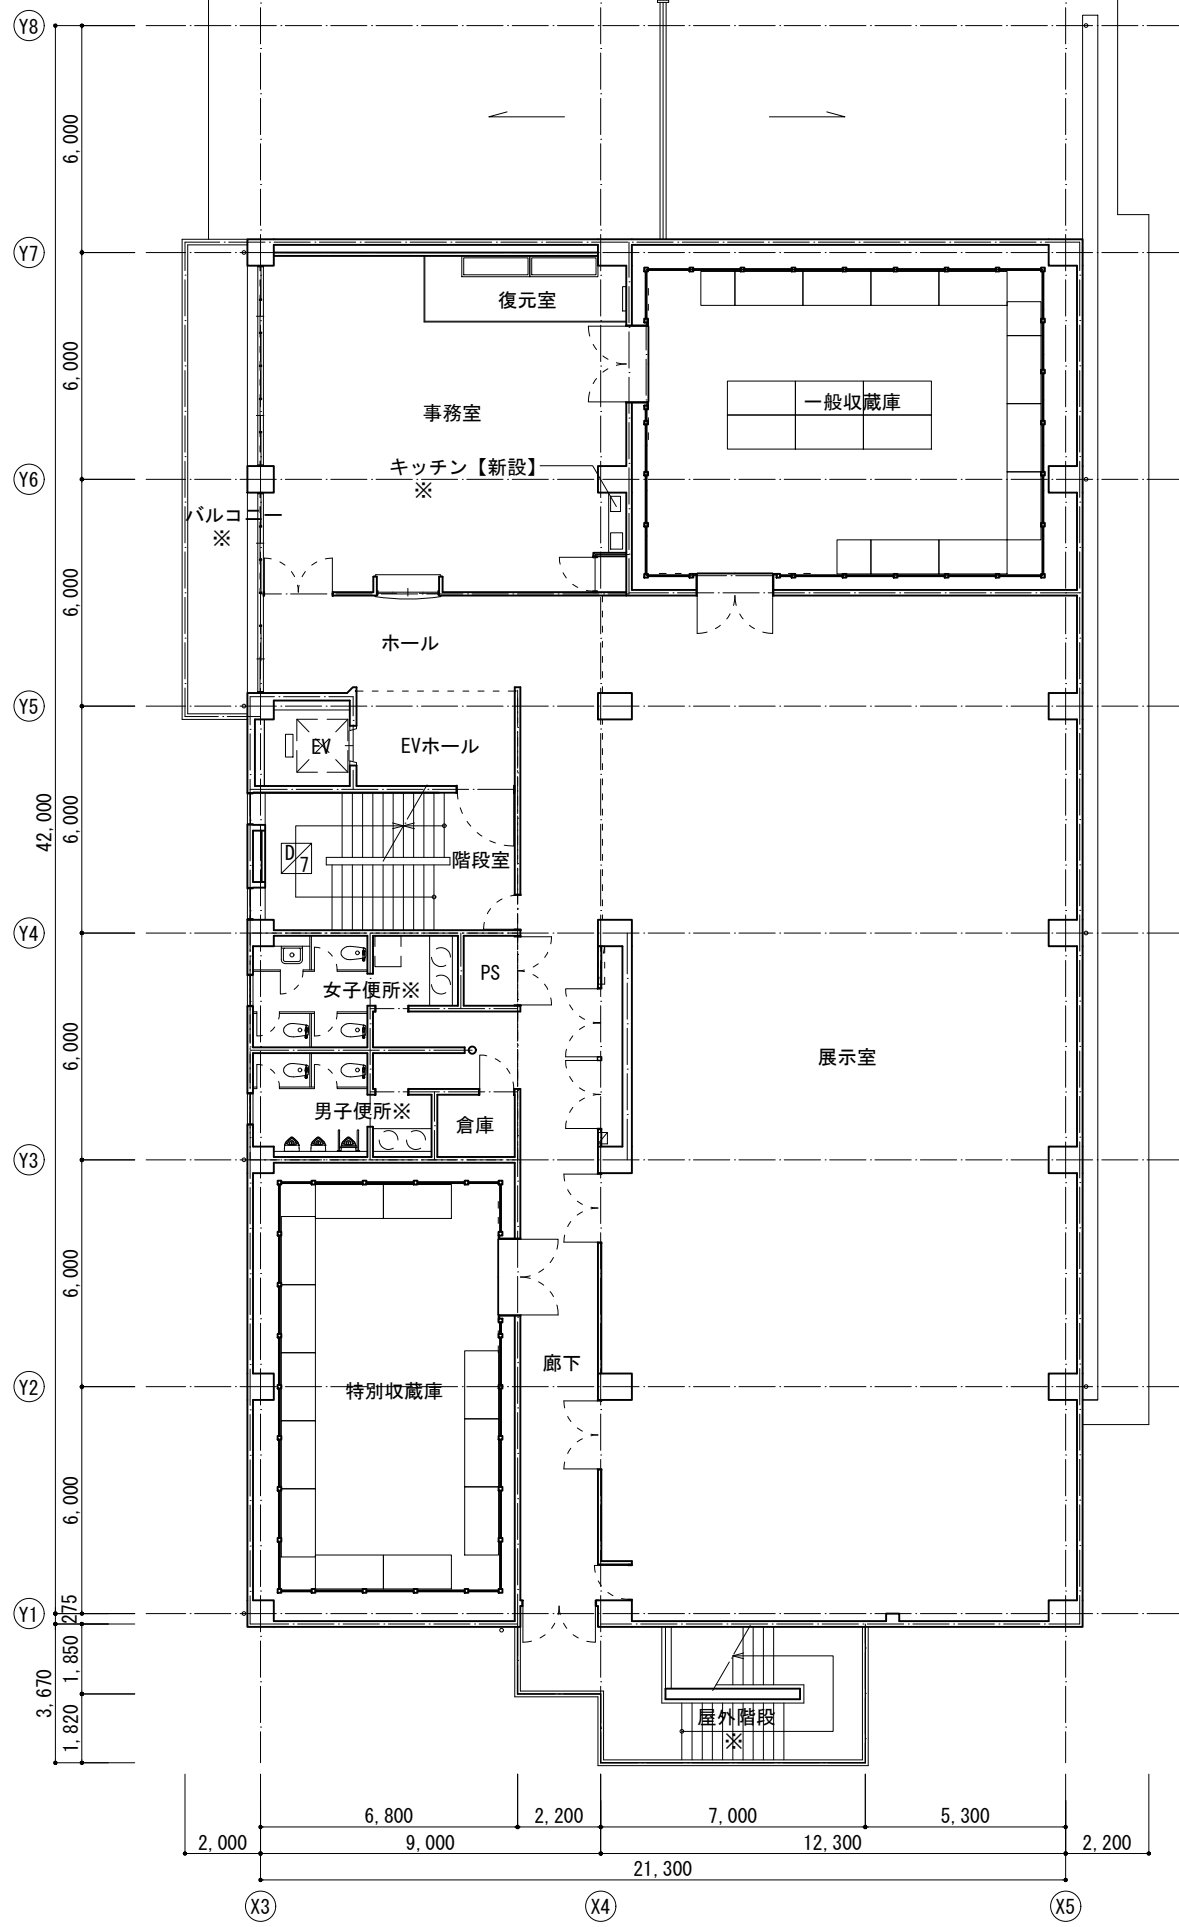 Y8
6,000
Y7
復元室
6,000
事務室
一般収蔵庫
キッチン【新設】
※
Y6
バルコニー
※
6,000
ホール
Y5
EV
EVホール
42,000
6,000
D
7
階段室
Y4
PS
女子便所※
6,000
展示室
男子便所※
倉庫
Y3
6,000
廊下
Y2
特別収蔵庫
6,000
Y1
275
1,850
3,670
1,820
屋外階段
※
6,800
2,200
7,000
5,300
2,000
9,000
12,300
2,200
21,300
X3
X4
X5